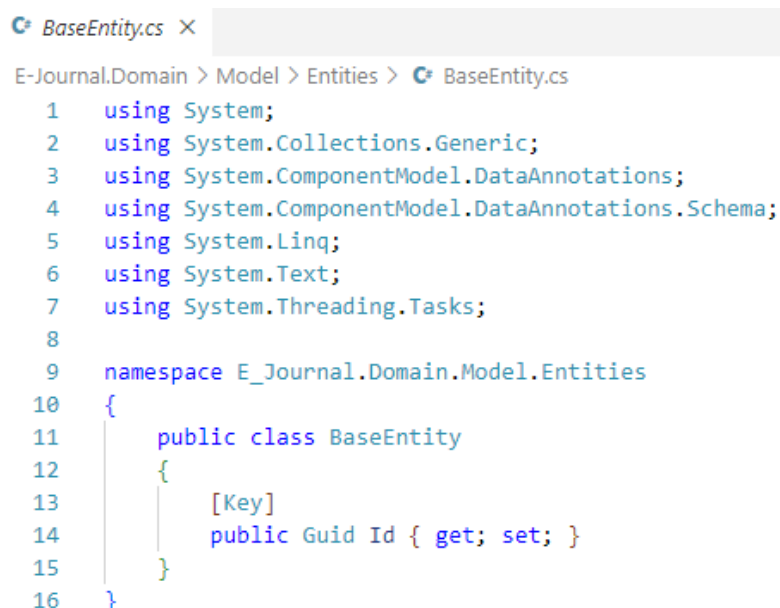 C# BaseEntity.cs ×
E-Journal.Domain > Model > Entities > C# BaseEntity.cs
1 using System;
2 using System.Collections.Generic;
3 using System.ComponentModel.DataAnnotations;
4 using System.ComponentModel.DataAnnotations.Schema;
5 using System.Linq;
6 using System.Text;
7 using System.Threading.Tasks;
8
9 namespace E_Journal.Domain.Model.Entities
10 {
11     public class BaseEntity
12     {
13         [Key]
14         public Guid Id { get; set; }
15     }
16 }